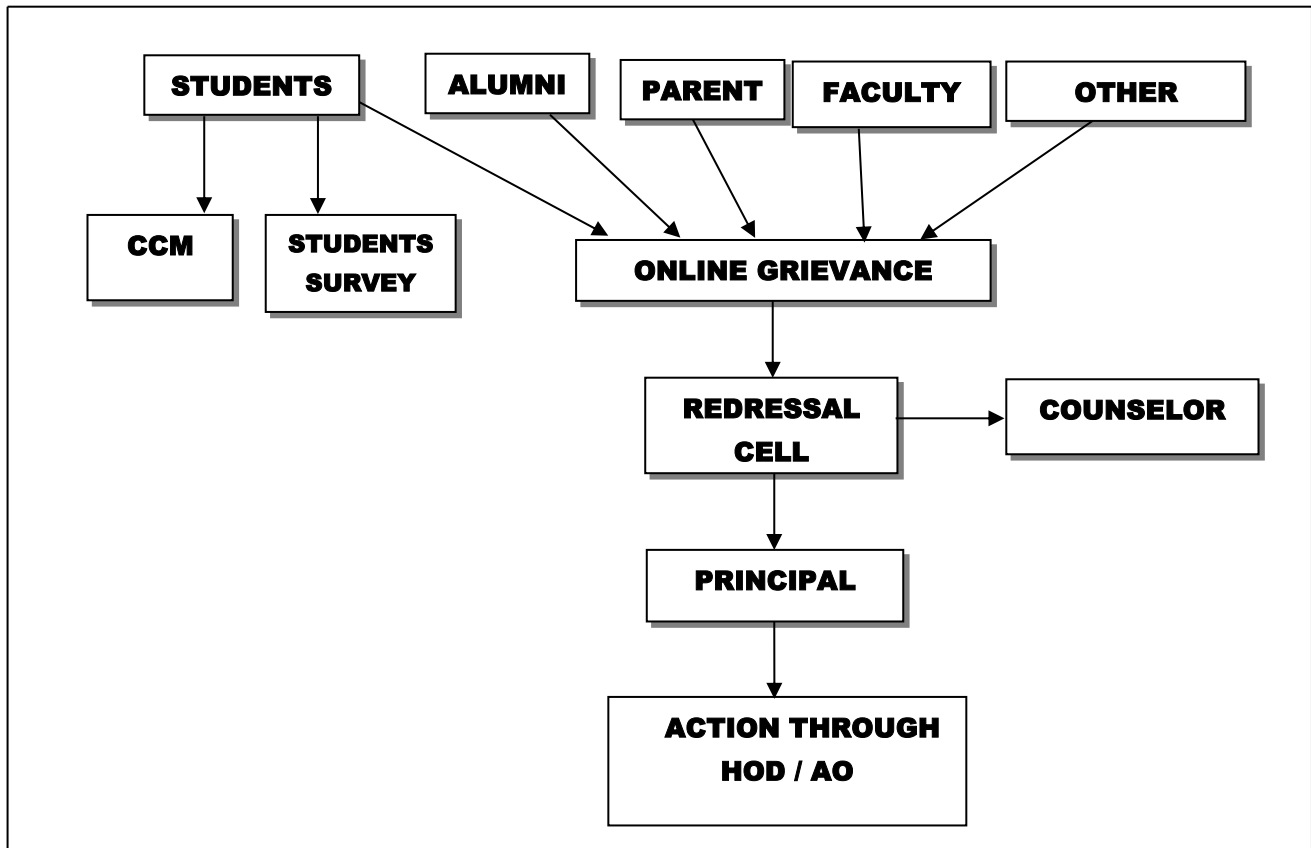 STUDENTS
ALUMNI
PARENT
FACULTY
OTHER
CCM
STUDENTS
SURVEY
ONLINE GRIEVANCE
REDRESSAL
CELL
COUNSELOR
PRINCIPAL
ACTION THROUGH
HOD / AO